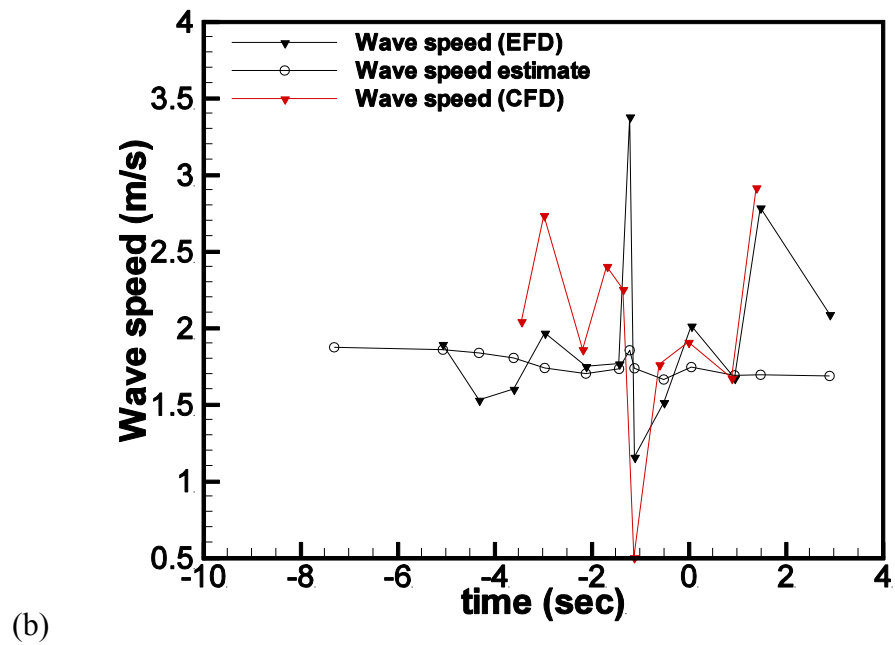 4
Wave speed (EFD)
Wave speed estimate
Wave speed (CFD)
3.5
3
2.5
2
1.5
1
0.5
Wave speed (m/s)
-10 -8 -6 -4 -2 0 2 4
time (sec)
(b)